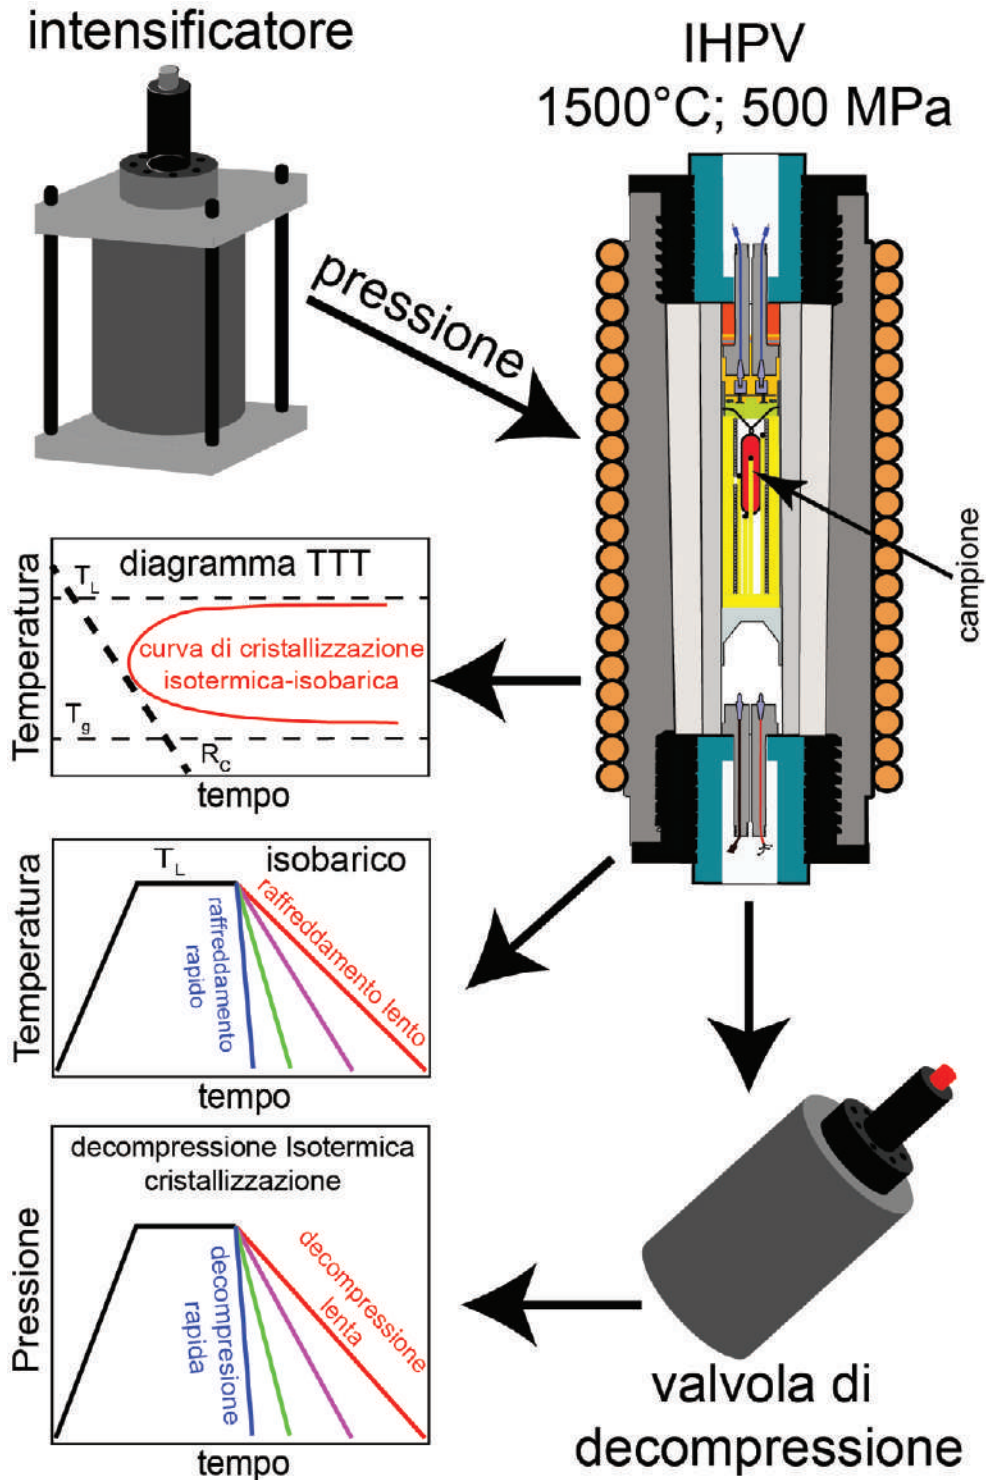 intensificatore
IHPV
1500°C; 500 MPa
pressione
campione
diagramma TTT
Temperatura
T_L
curva di cristallizzazione
isotermica-isobarica
T_g
R_c
tempo
T_L
isobarico
Temperatura
raffreddamento
rapido
raffreddamento lento
tempo
decompressione Isotermica
cristallizzazione
Pressione
decompresione
rapida
decompressione
lenta
tempo
valvola di
decompressione